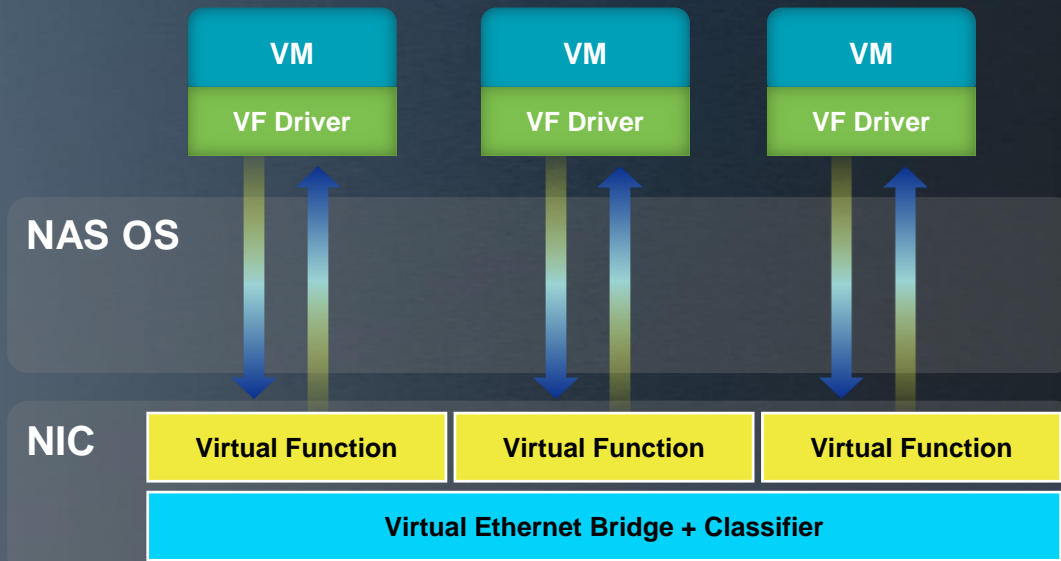 VM
VM
VM
VF Driver
VF Driver
VF Driver
NAS OS
NIC
Virtual Function
Virtual Function
Virtual Function
Virtual Ethernet Bridge + Classifier